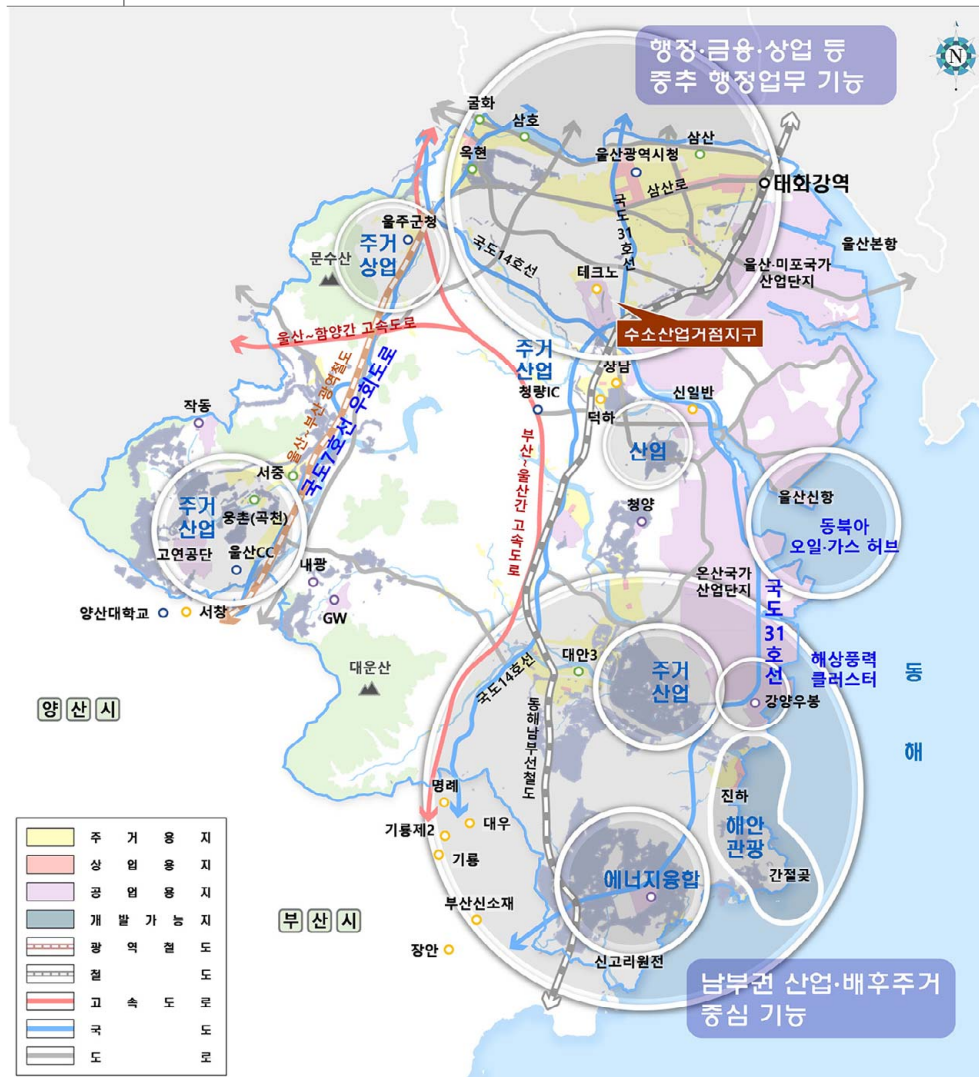 행정·금융·상업 등
중추 행정업무 기능
N
굴화
삼호
옥현
울산광역시청
삼산
삼산로
태화강역
국도31호선
울주군청
주거
상업
문수산
국도14호선
울산본항
테크노
울산·미포국가
산업단지
수소산업거점지구
울산~함양간 고속도로
주거
산업
청량IC
상남
덕하
신일반
울산~부산 광역철도
국도7호선 우회도로
작동
서중
산업
부산~울산간 고속도로
주거
산업
웅촌(곡천)
고연공단
울산CC
청양
울산신항
동북아
오일·가스 허브
내광
GW
양산대학교
서창
온산국가
산업단지
국도31호선
대운산
국도14호선
대안3
주거
산업
해상풍력
클러스터
강양우봉
동해
양산시
동해남부선철도
명례
대우
기룡제2
기룡
진하
해안
관광
간절곶
에너지융합
부산시
부산신소재
장안
신고리원전
남부권 산업·배후주거
중심 기능
주거용지
상업용지
공업용지
개발가능지
광역철도
철도
고속도로
국도
도로